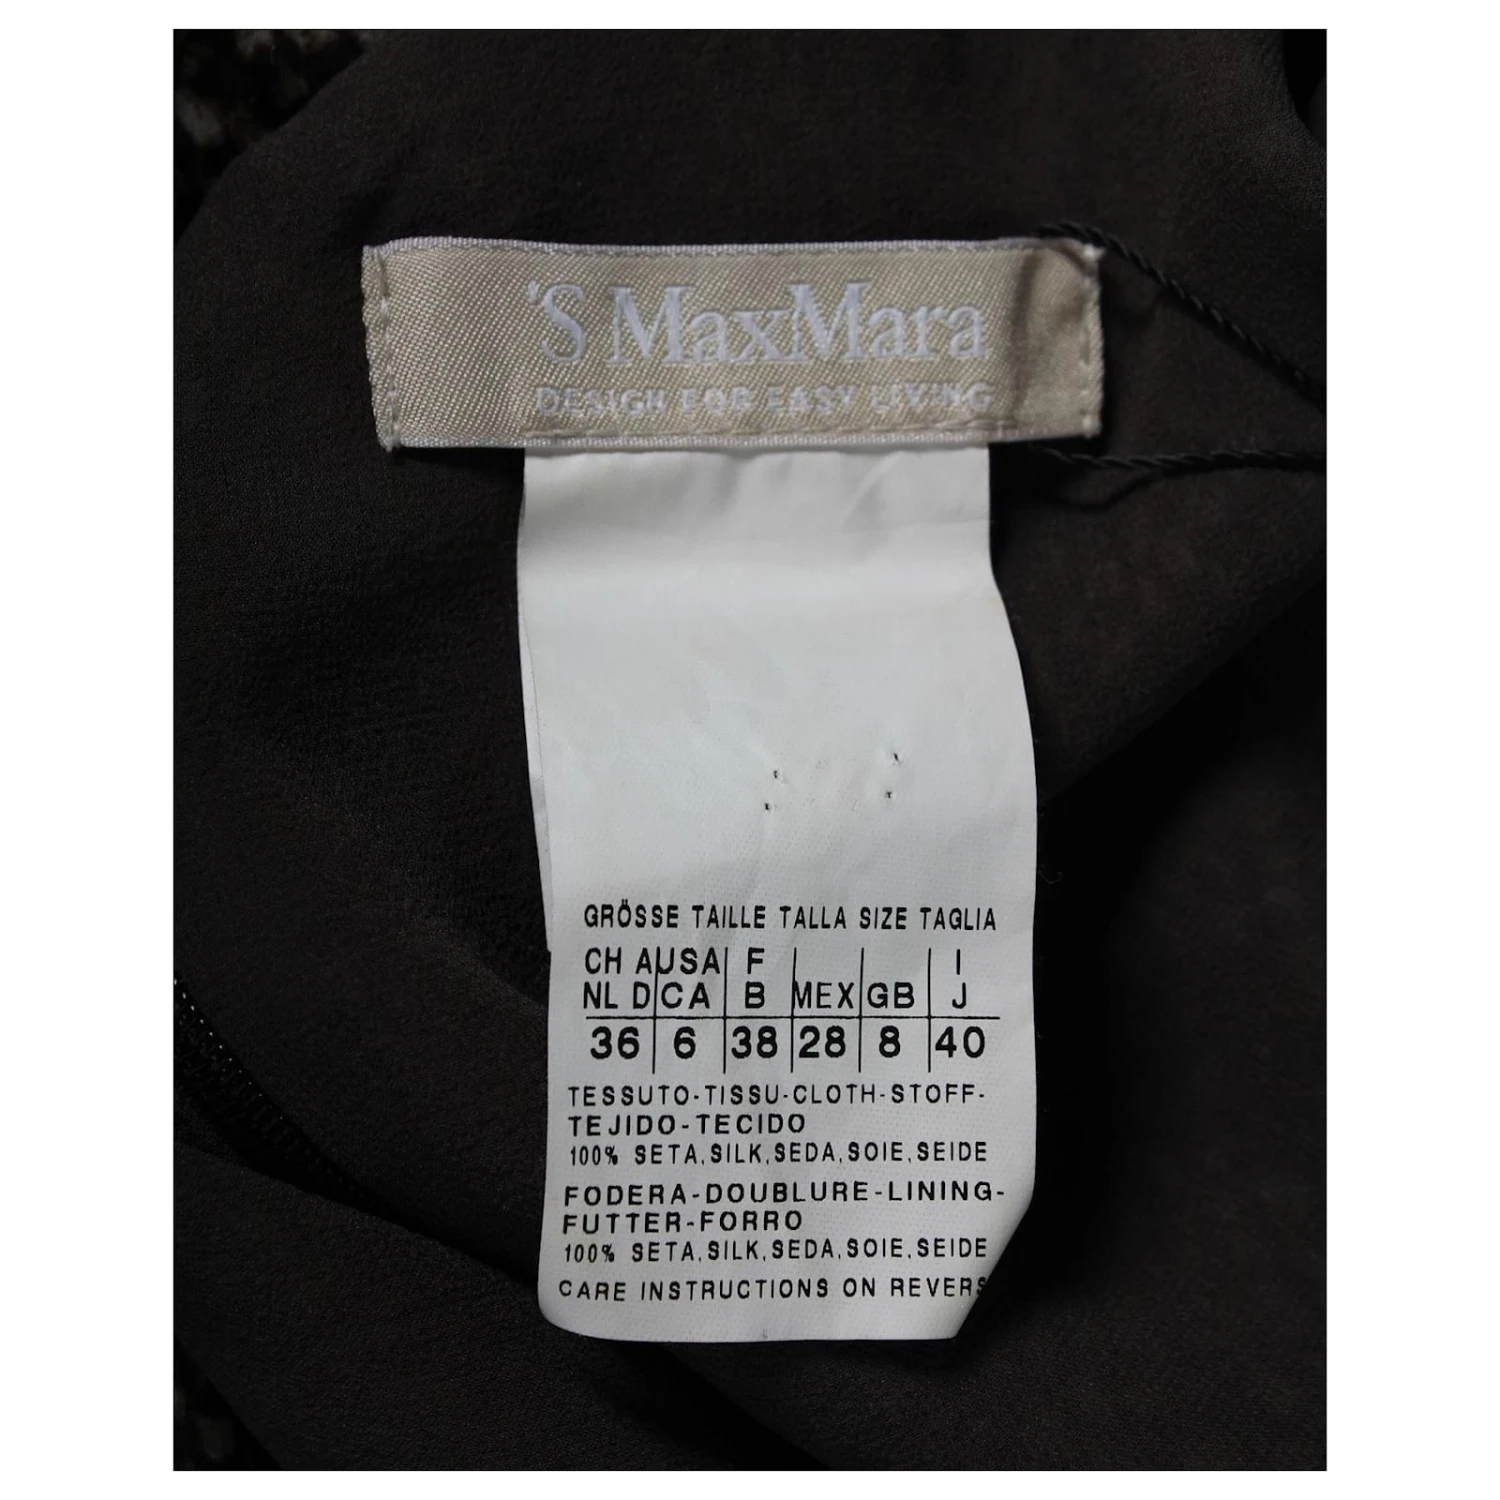 'S MaxMara
DESIGN FOR EASY LIVING
GRÖSSE TAILLE TALLA SIZE TAGLIA
CH A USA F I
NL D CA B MEX GB J
36 6 38 28 8 40
TESSUTO-TISSU-CLOTH-STOFF-
TEJIDO-TECIDO
100% SETA,SILK,SEDA,SOIE,SEIDE
FODERA-DOUBLURE-LINING-
FUTTER-FORRO
100% SETA,SILK,SEDA,SOIE,SEIDE
CARE INSTRUCTIONS ON REVERS